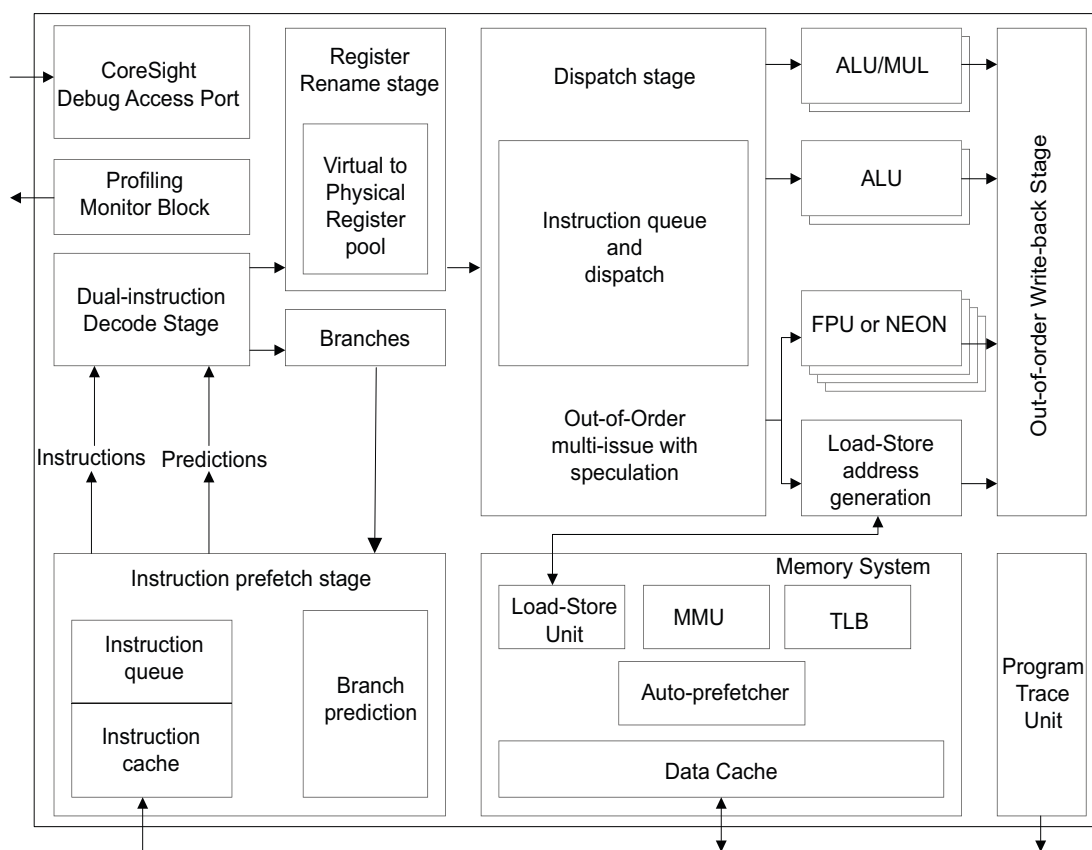 CoreSight
Debug Access Port
Profiling
Monitor Block
Dual-instruction
Decode Stage
Register
Rename stage
Virtual to
Physical
Register
pool
Branches
Dispatch stage
Instruction queue
and
dispatch
Out-of-Order
multi-issue with
speculation
ALU/MUL
ALU
FPU or NEON
Load-Store
address
generation
Out-of-order Write-back Stage
Instructions
Predictions
Instruction prefetch stage
Instruction
queue
Instruction
cache
Branch
prediction
Memory System
Load-Store
Unit
MMU
TLB
Auto-prefetcher
Data Cache
Program
Trace
Unit